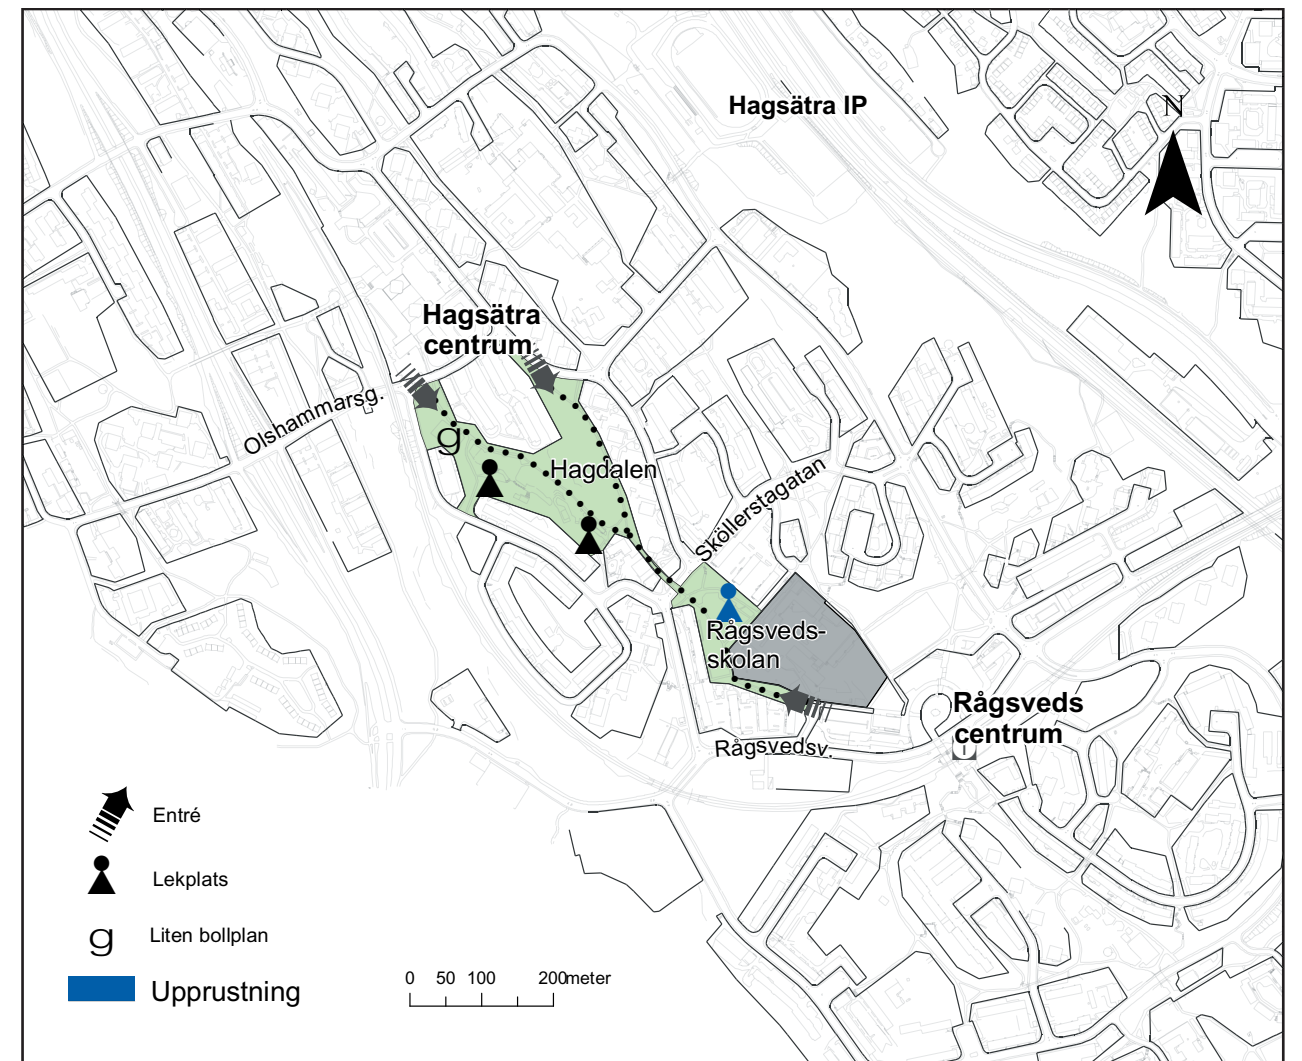 Hagsätra IP
N
Hagsätra
centrum
Olshammarsg.
g
Hagdalen
Sköllerstagatan
Rågsveds-
skolan
Rågsveds
centrum
T
Rågsvedsv.
Entré
Lekplats
g Liten bollplan
Upprustning
0 50 100 200meter